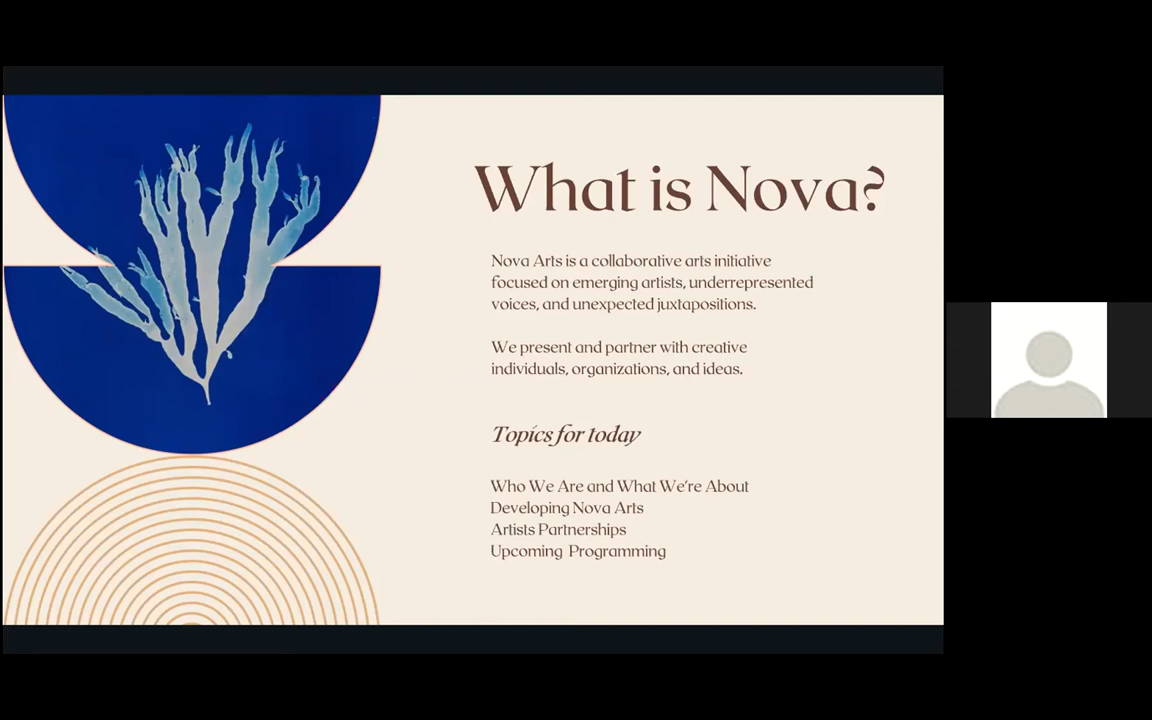 What is Nova?
Nova Arts is a collaborative arts initiative
focused on emerging artists, underrepresented
voices, and unexpected juxtapositions.
We present and partner with creative
individuals, organizations, and ideas.
Topics for today
Who We Are and What We're About
Developing Nova Arts
Artists Partnerships
Upcoming Programming